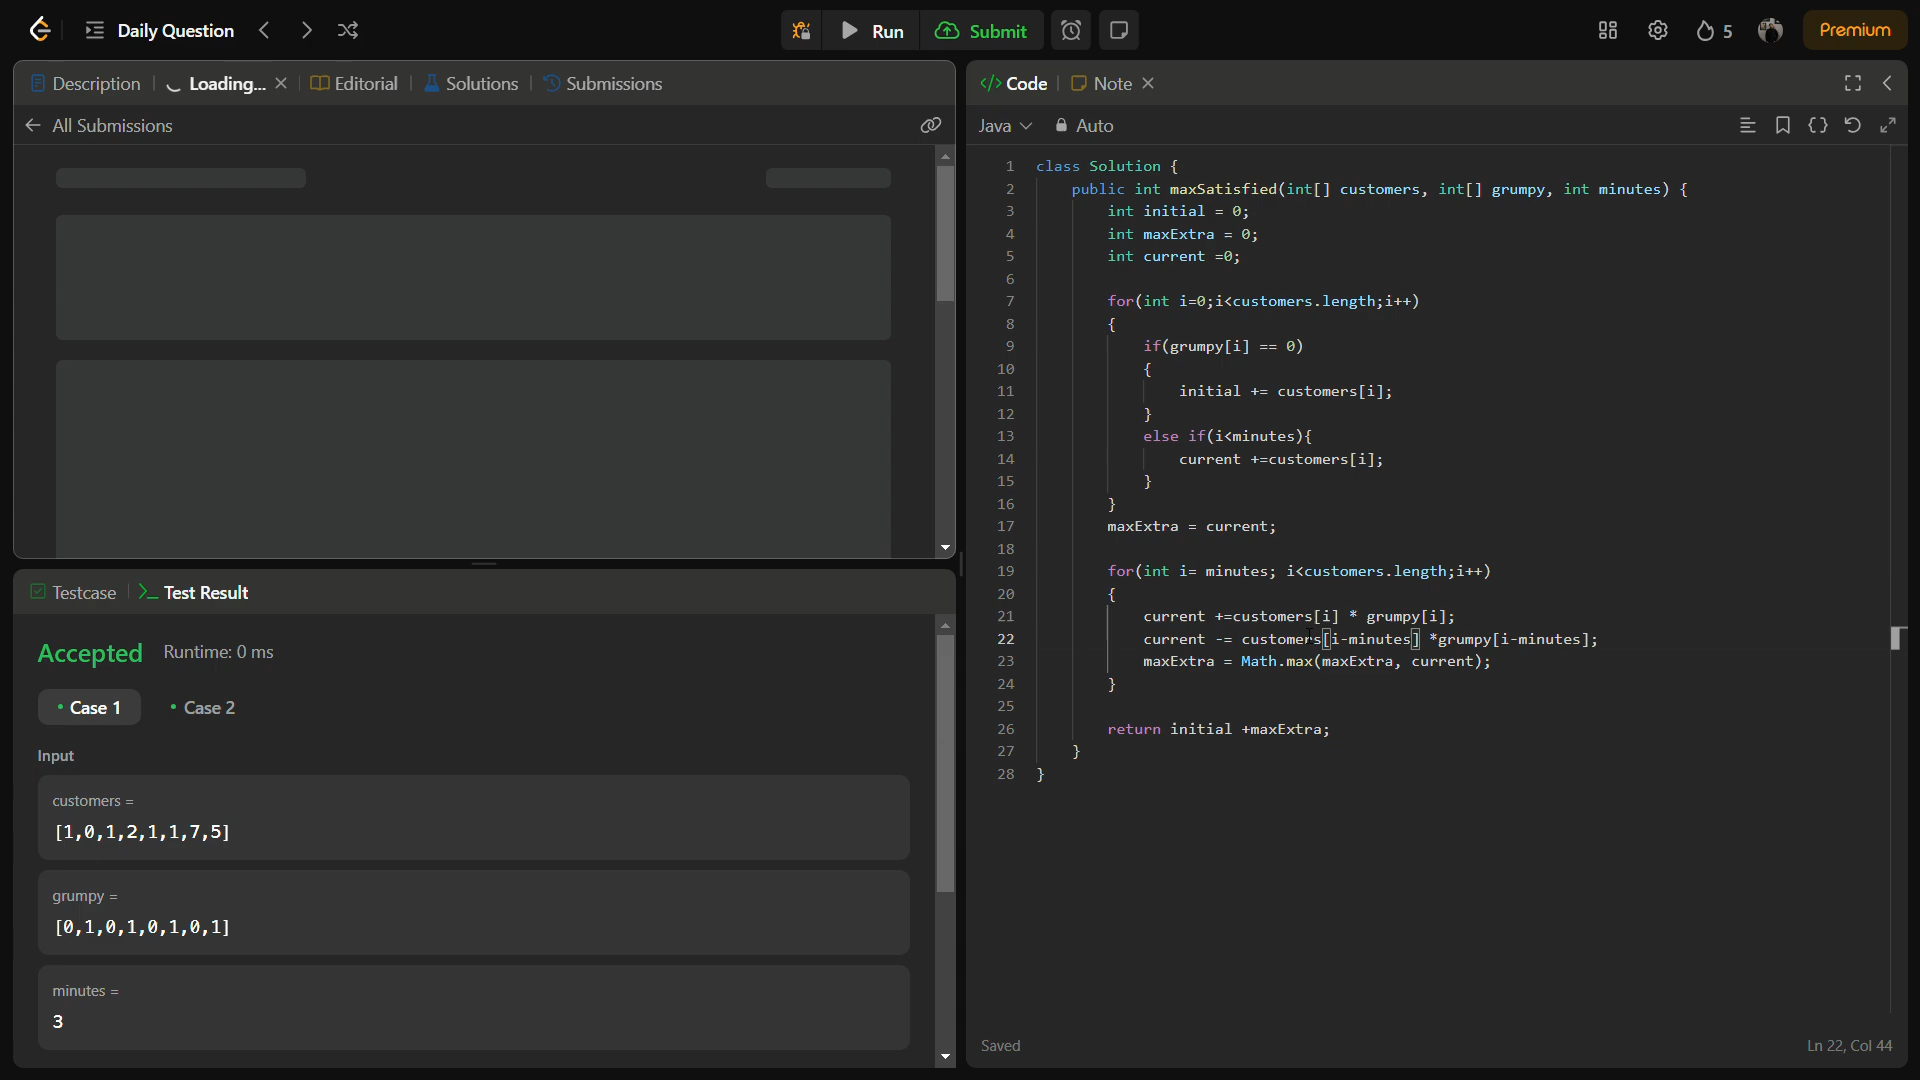 Daily Question
Run
Submit
5
Premium
Description
Loading...
Editorial
Solutions
Submissions
All Submissions
Testcase
Test Result
Accepted
Runtime: 0 ms
Case 1
Case 2
Input
customers =
[1,0,1,2,1,1,7,5]
grumpy =
[0,1,0,1,0,1,0,1]
minutes =
3
</> Code
Note
Java
Auto
1 class Solution {
2 public int maxSatisfied(int[] customers, int[] grumpy, int minutes) {
3 int initial = 0;
4 int maxExtra = 0;
5 int current =0;
6
7 for(int i=0;i<customers.length;i++)
8 {
9 if(grumpy[i] == 0)
10 {
11 initial += customers[i];
12 }
13 else if(i<minutes){
14 current +=customers[i];
15 }
16 }
17 maxExtra = current;
18
19 for(int i= minutes; i<customers.length;i++)
20 {
21 current +=customers[i] * grumpy[i];
22 current -= customers[i-minutes] *grumpy[i-minutes];
23 maxExtra = Math.max(maxExtra, current);
24 }
25
26 return initial +maxExtra;
27 }
28 }
Saved
Ln 22, Col 44